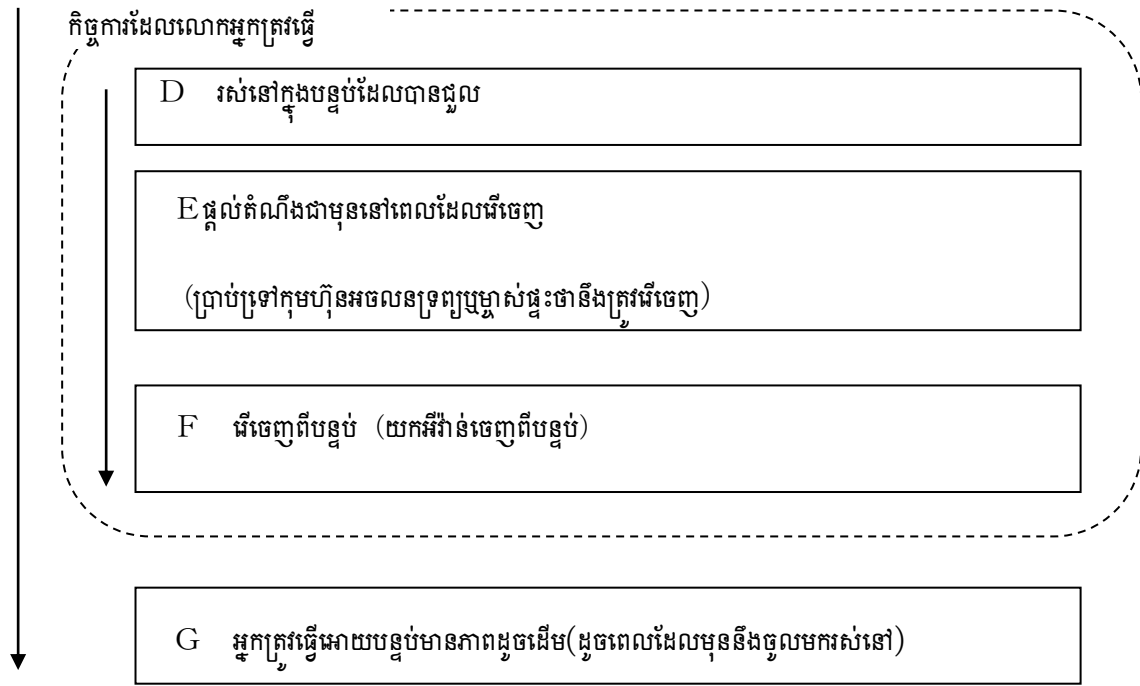 កិច្ចការដែលលោកអ្នកត្រូវធ្វើ
D រស់នៅក្នុងបន្ទប់ដែលបានជួល
E ផ្តល់តំណឹងជាមុននៅពេលដែលរើចេញ
(ប្រាប់ទៅក្រុមហ៊ុនអចលនទ្រព្យឬម្ចាស់ផ្ទះថានឹងត្រូវរើចេញ)
F រើចេញពីបន្ទប់ (យកអីវ៉ាន់ចេញពីបន្ទប់)
G អ្នកត្រូវធ្វើអោយបន្ទប់មានភាពដូចដើម(ដូចពេលដែលមុននឹងចូលមករស់នៅ)